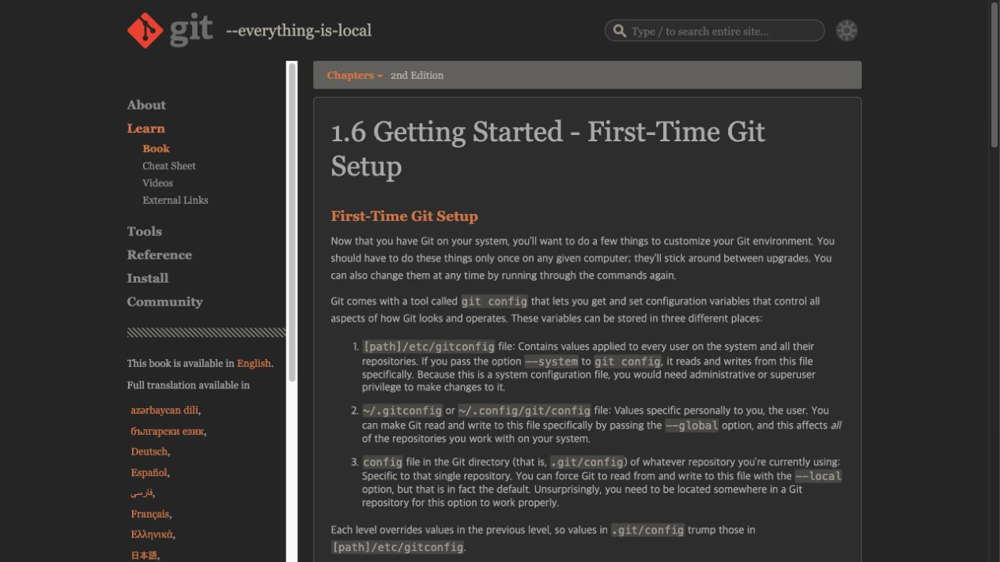 git --everything-is-local
Type / to search entire site...
About
Learn
Book
Cheat Sheet
Videos
External Links
Tools
Reference
Install
Community
This book is available in English.
Full translation available in
azərbaycan dili,
български език,
Deutsch,
Español,
فارسی,
Français,
Ελληνικά,
日本語,
Chapters 2nd Edition
1.6 Getting Started - First-Time Git
Setup
First-Time Git Setup
Now that you have Git on your system, you'll want to do a few things to customize your Git environment. You
should have to do these things only once on any given computer; they'll stick around between upgrades. You
can also change them at any time by running through the commands again.
Git comes with a tool called git config that lets you get and set configuration variables that control all
aspects of how Git looks and operates. These variables can be stored in three different places:
1. [path]/etc/gitconfig file: Contains values applied to every user on the system and all their
repositories. If you pass the option --system to git config, it reads and writes from this file
specifically. Because this is a system configuration file, you would need administrative or superuser
privilege to make changes to it.
2. ~/.gitconfig or ~/.config/git/config file: Values specific personally to you, the user. You
can make Git read and write to this file specifically by passing the --global option, and this affects all
of the repositories you work with on your system.
3. config file in the Git directory (that is, .git/config) of whatever repository you're currently using:
Specific to that single repository. You can force Git to read from and write to this file with the --local
option, but that is in fact the default. Unsurprisingly, you need to be located somewhere in a Git
repository for this option to work properly.
Each level overrides values in the previous level, so values in .git/config trump those in
[path]/etc/gitconfig.